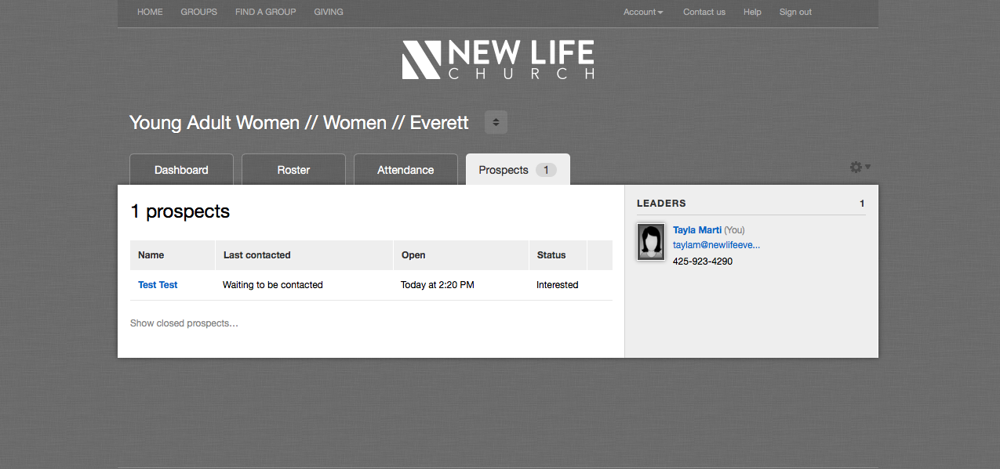 HOME GROUPS FIND A GROUP GIVING Account Contact us Help Sign out
NEW LIFE
CHURCH
Young Adult Women // Women // Everett
Dashboard Roster Attendance Prospects 1
1 prospects
Name Last contacted Open Status
Test Test Waiting to be contacted Today at 2:20 PM Interested
Show closed prospects...
LEADERS 1
Tayla Marti (You)
taylam@newlifeeve...
425-923-4290